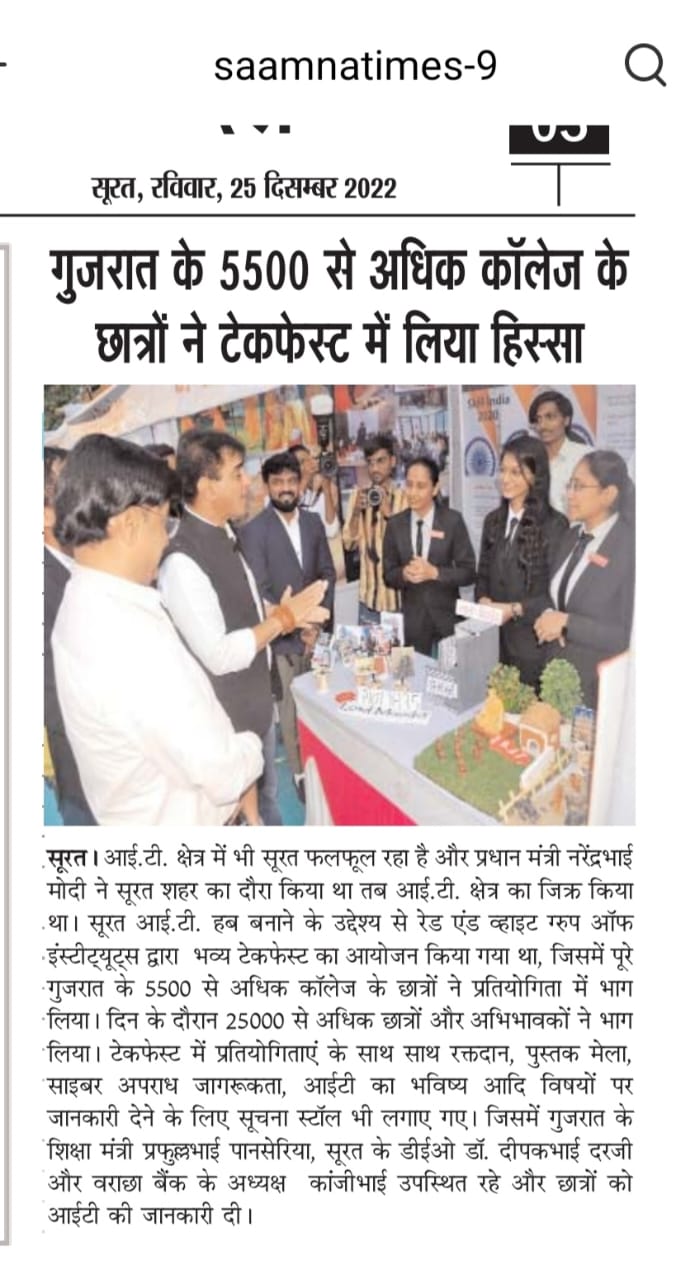 saamnatimes-9
सूरत, रविवार, 25 दिसम्बर 2022
गुजरात के 5500 से अधिक कॉलेज के
छात्रों ने टेकफेस्ट में लिया हिस्सा
Skill India
2020
सूरत। आई.टी. क्षेत्र में भी सूरत फलफूल रहा है और प्रधान मंत्री नरेंद्रभाई
मोदी ने सूरत शहर का दौरा किया था तब आई.टी. क्षेत्र का जिक्र किया
था। सूरत आई.टी. हब बनाने के उद्देश्य से रेड एंड व्हाइट ग्रुप ऑफ
इंस्टीट्यूट्स द्वारा भव्य टेकफेस्ट का आयोजन किया गया था, जिसमें पूरे
गुजरात के 5500 से अधिक कॉलेज के छात्रों ने प्रतियोगिता में भाग
लिया। दिन के दौरान 25000 से अधिक छात्रों और अभिभावकों ने भाग
लिया। टेकफेस्ट में प्रतियोगिताएं के साथ साथ रक्तदान, पुस्तक मेला,
साइबर अपराध जागरूकता, आईटी का भविष्य आदि विषयों पर
जानकारी देने के लिए सूचना स्टॉल भी लगाए गए। जिसमें गुजरात के
शिक्षा मंत्री प्रफुल्लभाई पानसेरिया, सूरत के डीईओ डॉ. दीपकभाई दरजी
और वराछा बैंक के अध्यक्ष कांजीभाई उपस्थित रहे और छात्रों को
आईटी की जानकारी दी।